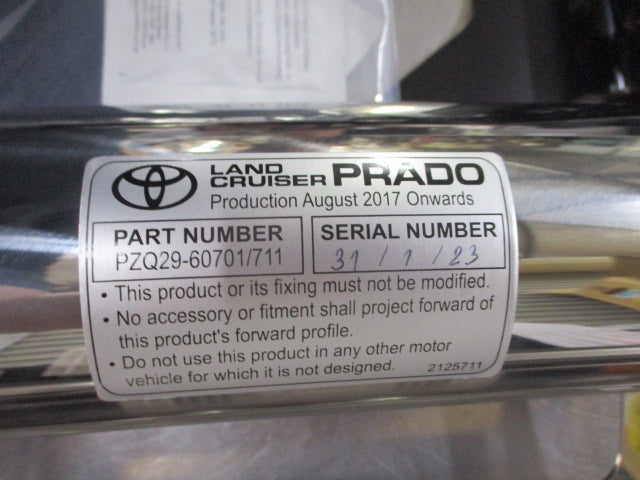 LAND
CRUISER PRADO
Production August 2017 Onwards
PART NUMBER
PZQ29-60701/711
SERIAL NUMBER
31 / 1 / 23
• This product or its fixing must not be modified.
• No accessory or fitment shall project forward of
this product's forward profile.
• Do not use this product in any other motor
vehicle for which it is not designed.
2125711